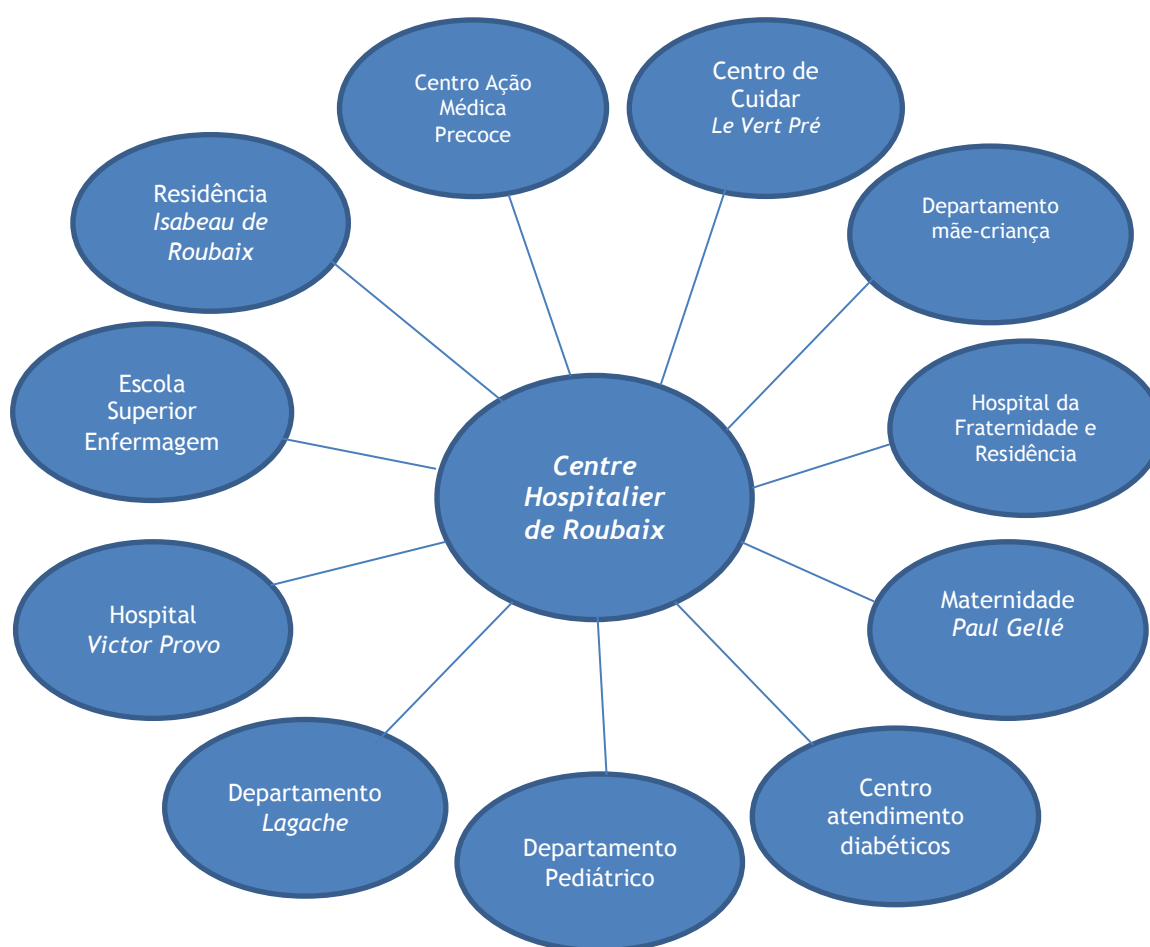 Centro Ação
Médica
Precoce
Centro de
Cuidar
Le Vert Pré
Departamento
mãe-criança
Residência
Isabeau de
Roubaix
Escola
Superior
Enfermagem
Hospital da
Fraternidade e
Residência
Centre
Hospitalier
de Roubaix
Hospital
Victor Provo
Maternidade
Paul Gellé
Departamento
Lagache
Departamento
Pediátrico
Centro
atendimento
diabéticos